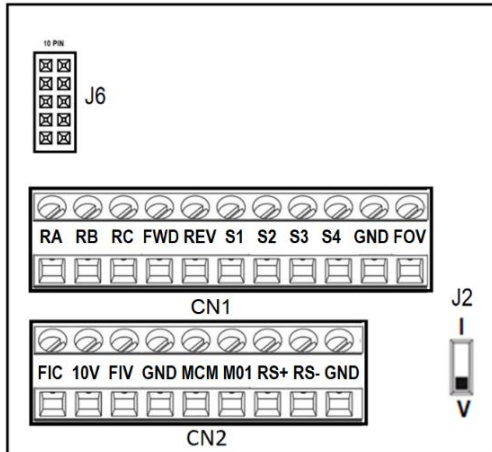 10 PIN
J6
RA RB RC FWD REV S1 S2 S3 S4 GND FOV
CN1
J2
I
FIC 10V FIV GND MCM M01 RS+ RS- GND
V
CN2